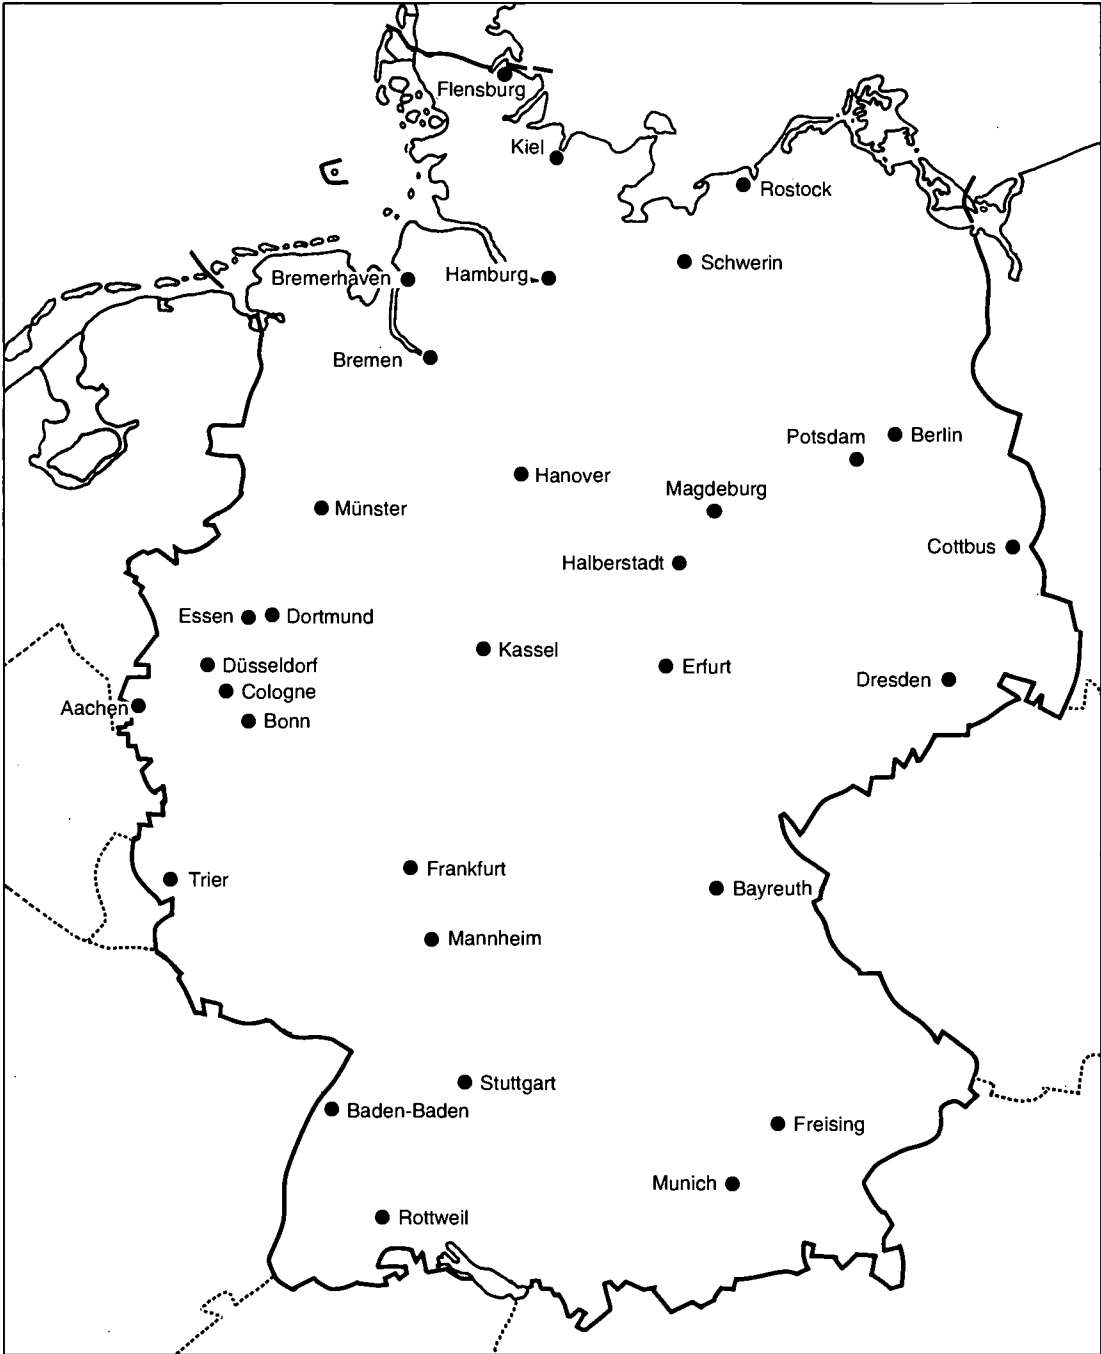 Flensburg
Kiel
Rostock
Schwerin
Bremerhaven
Hamburg
Bremen
Potsdam
Berlin
Hanover
Magdeburg
Münster
Cottbus
Halberstadt
Essen
Dortmund
Kassel
Düsseldorf
Erfurt
Dresden
Cologne
Aachen
Bonn
Frankfurt
Trier
Bayreuth
Mannheim
Stuttgart
Baden-Baden
Freising
Munich
Rottweil